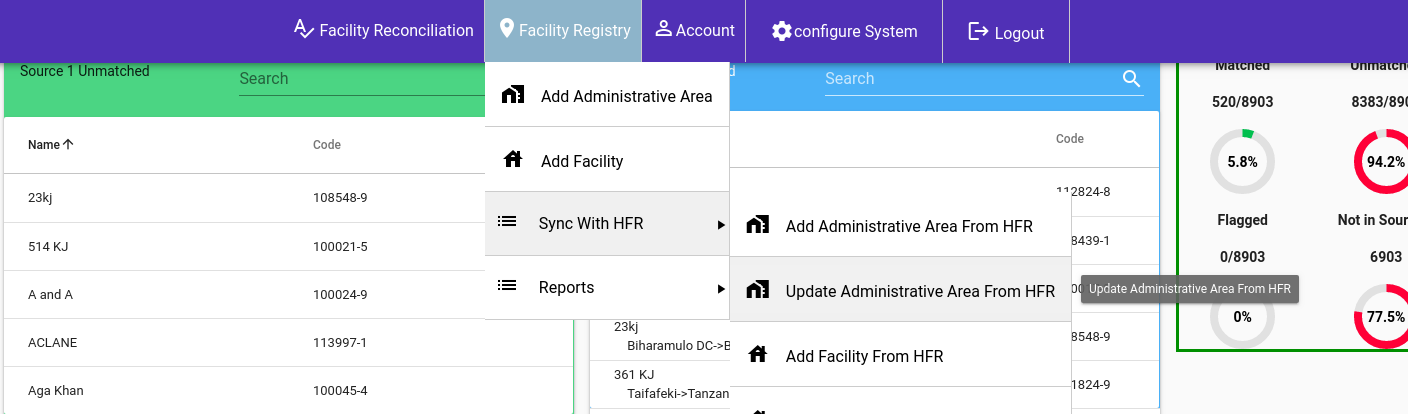 Facility Reconciliation
Facility Registry
Account
configure System
Logout
Source 1 Unmatched
Search
Name
Code
23kj
108548-9
514 KJ
100021-5
A and A
100024-9
ACLANE
113997-1
Aga Khan
100045-4
Add Administrative Area
Add Facility
Sync With HFR
Reports
Search
Code
112824-8
8439-1
23kj
Biharamulo DC->B
8548-9
361 KJ
Taifafeki->Tanzan
1824-9
Add Administrative Area From HFR
Update Administrative Area From HFR
Add Facility From HFR
Update Administrative Area From HFR
Matched
Unmatch
520/8903
8383/890
5.8%
94.2%
Flagged
Not in Sour
0/8903
6903
0%
77.5%